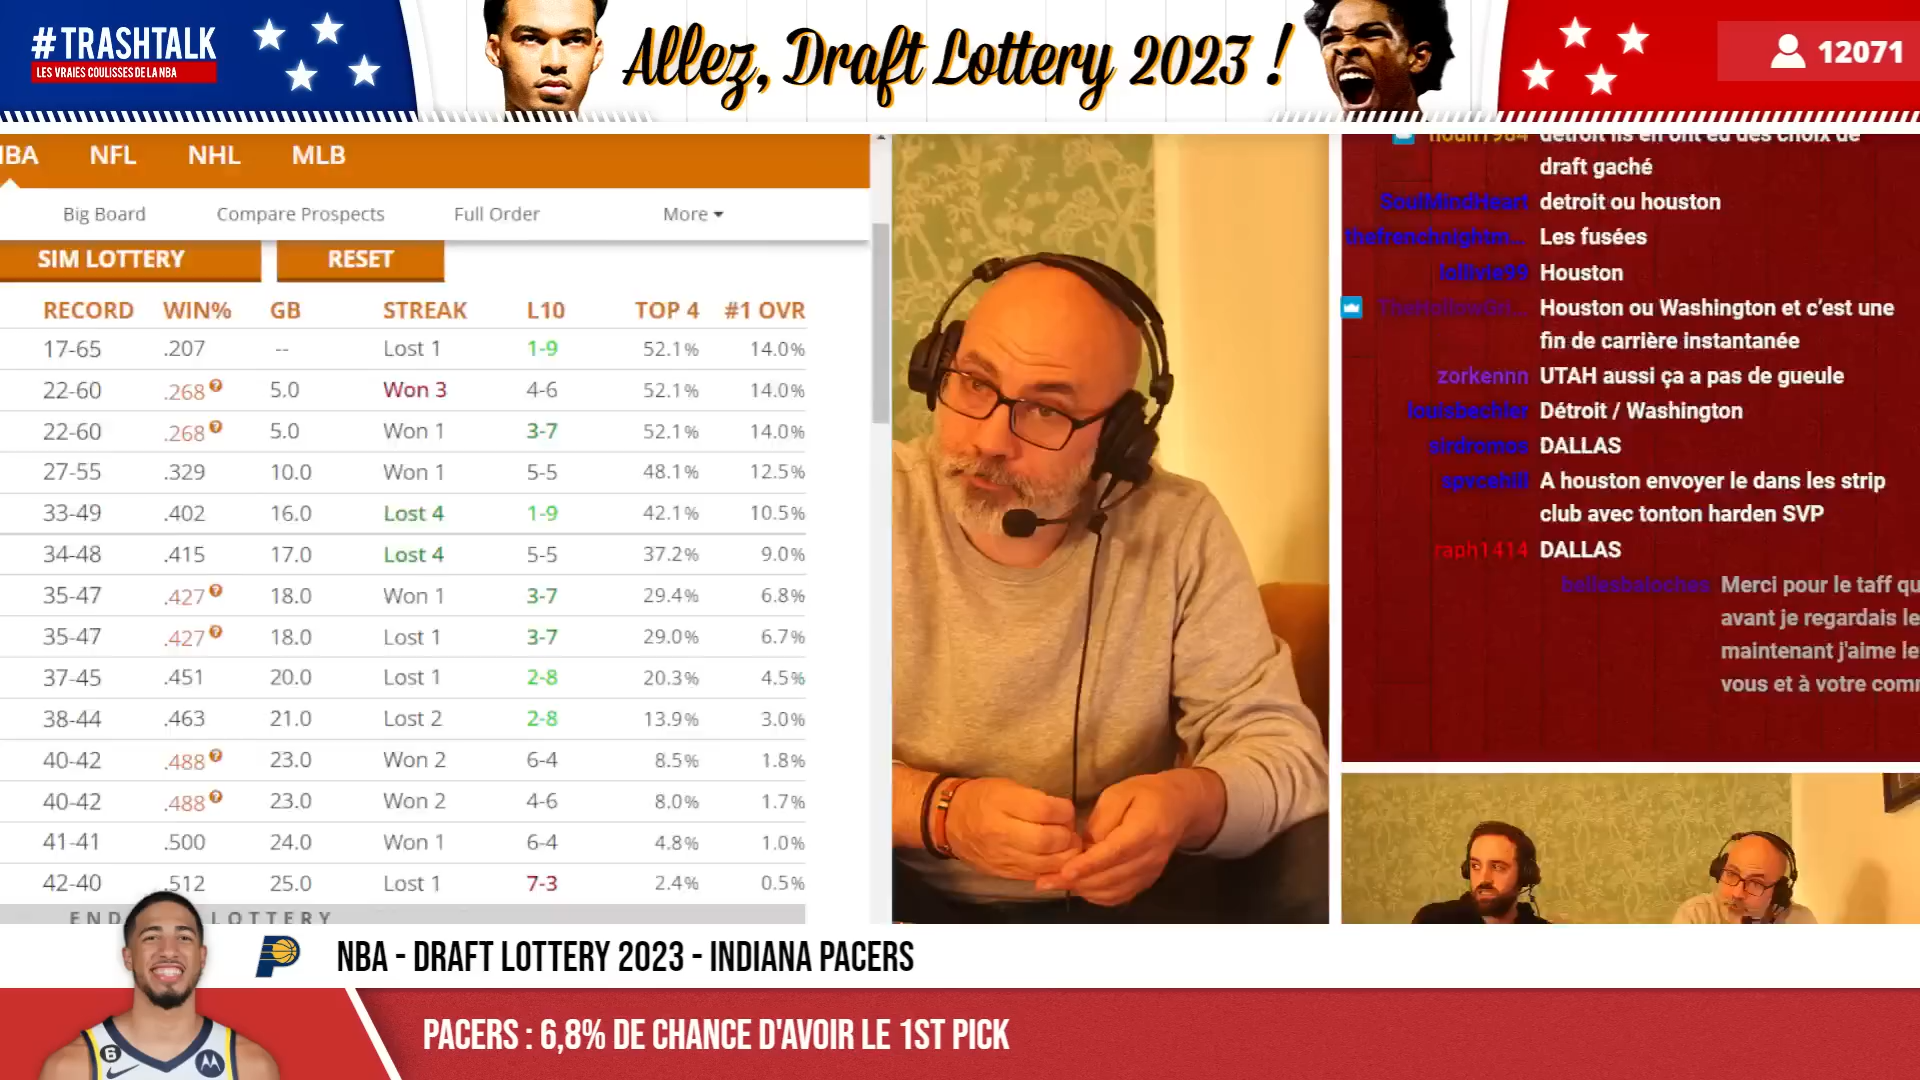 #TRASHTALK
LES VRAIES COULISSES DE LA NBA
Allez, Draft Lottery 2023 !
12071
NFL NHL MLB
Big Board Compare Prospects Full Order More
SIM LOTTERY RESET
RECORD WIN% GB STREAK L10 TOP 4 #1 OVR
17-65 .207 -- Lost 1 1-9 52.1% 14.0%
22-60 .268 5.0 Won 3 4-6 52.1% 14.0%
22-60 .268 5.0 Won 1 3-7 52.1% 14.0%
27-55 .329 10.0 Won 1 5-5 48.1% 12.5%
33-49 .402 16.0 Lost 4 1-9 42.1% 10.5%
34-48 .415 17.0 Lost 4 5-5 37.2% 9.0%
35-47 .427 18.0 Won 1 3-7 29.4% 6.8%
35-47 .427 18.0 Lost 1 3-7 29.0% 6.7%
37-45 .451 20.0 Lost 1 2-8 20.3% 4.5%
38-44 .463 21.0 Lost 2 2-8 13.9% 3.0%
40-42 .488 23.0 Won 2 6-4 8.5% 1.8%
40-42 .488 23.0 Won 2 4-6 8.0% 1.7%
41-41 .500 24.0 Won 1 6-4 4.8% 1.0%
42-40 .512 25.0 Lost 1 7-3 2.4% 0.5%
END LOTTERY
detroit ils en ont eu des choix de
draft gaché
SoulMindHeart detroit ou houston
Les fusées
lollivie99 Houston
Houston ou Washington et c’est une
fin de carrière instantanée
zorkennn UTAH aussi ça a pas de gueule
louisbechler Détroit / Washington
sirdromos DALLAS
A houston envoyer le dans les strip
club avec tonton harden SVP
raph1414 DALLAS
bellesbaloches Merci pour le taff qu
avant je regardais le
maintenant j'aime le
vous et à votre com
NBA - DRAFT LOTTERY 2023 - INDIANA PACERS
PACERS : 6,8% DE CHANCE D'AVOIR LE 1ST PICK
6